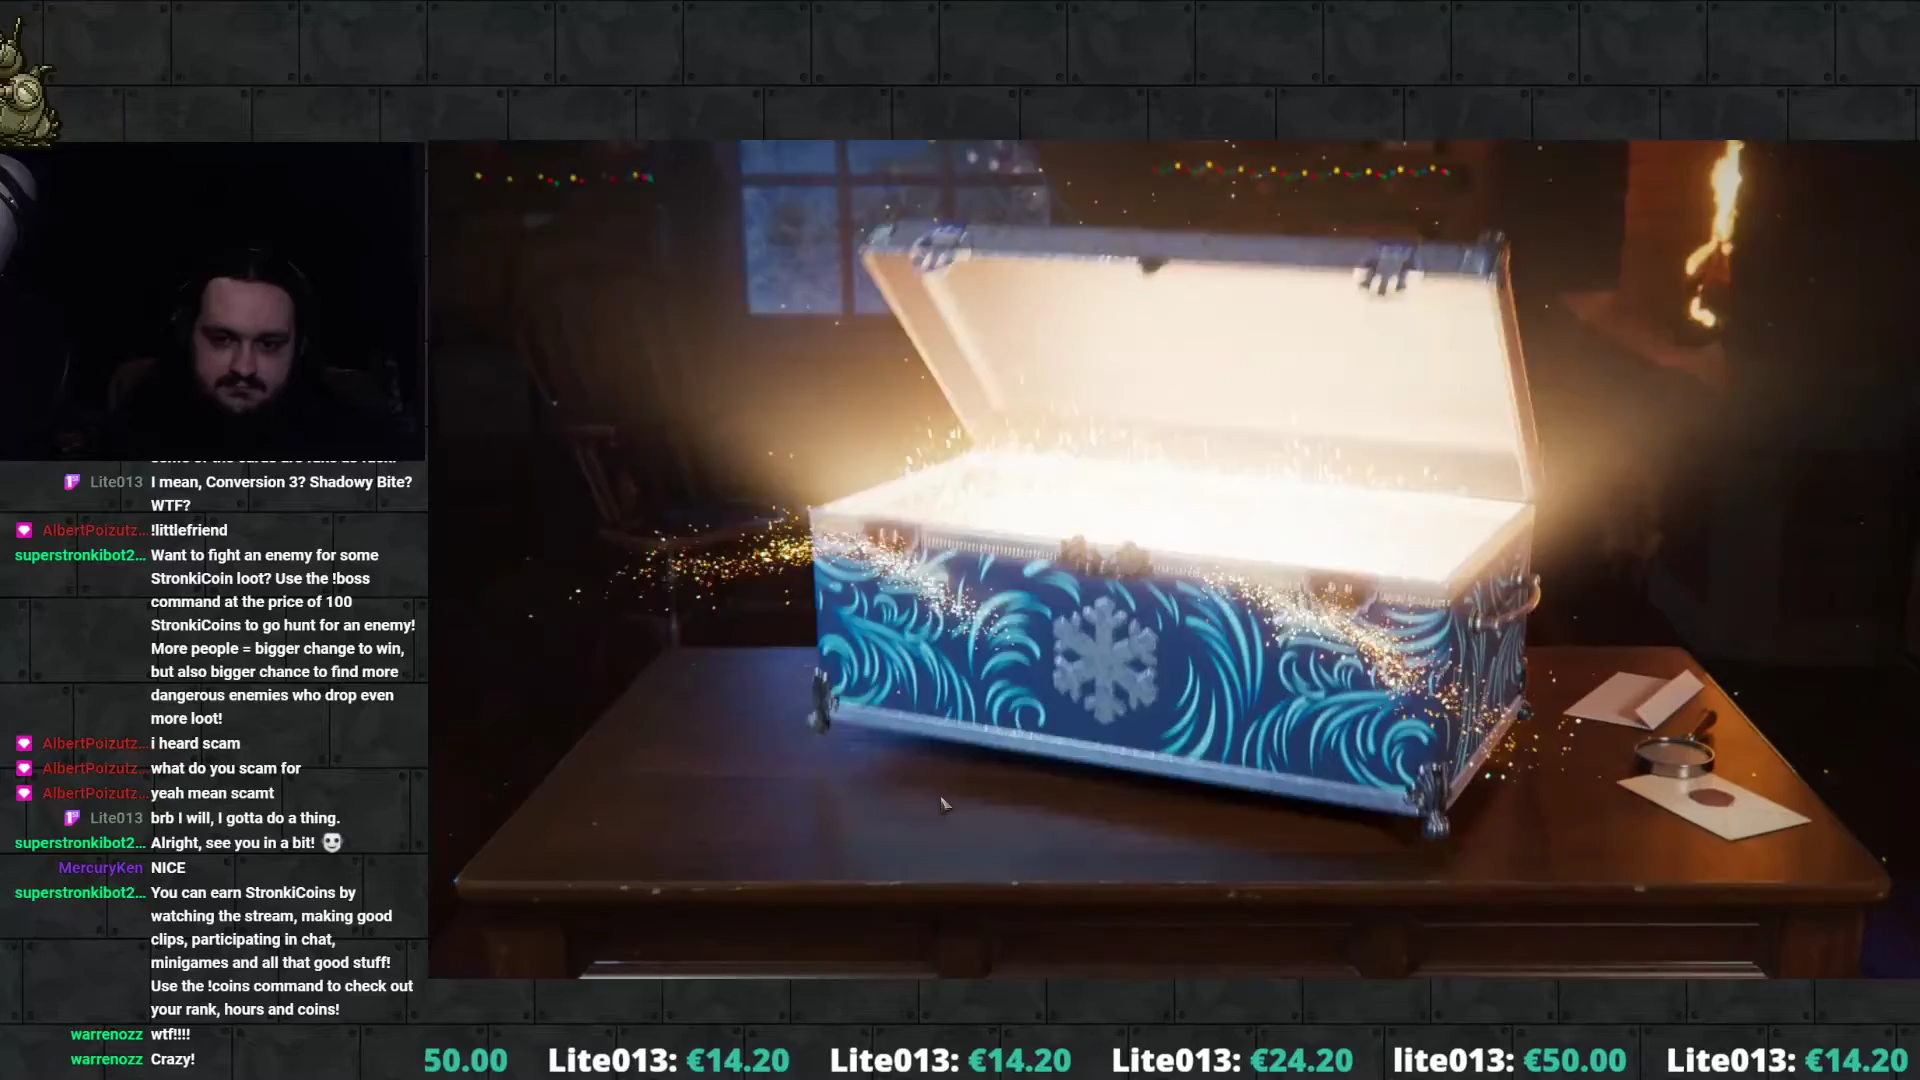 Lite013 I mean, Conversion 3? Shadowy Bite?
WTF?
AlbertPoizutz... !littlefriend
superstronkibot2... Want to fight an enemy for some
StronkiCoin loot? Use the !boss
command at the price of 100
StronkiCoins to go hunt for an enemy!
More people = bigger change to win,
but also bigger chance to find more
dangerous enemies who drop even
more loot!
AlbertPoizutz... i heard scam
AlbertPoizutz... what do you scam for
AlbertPoizutz... yeah mean scamt
Lite013 brb I will, I gotta do a thing.
superstronkibot2... Alright, see you in a bit!
MercuryKen NICE
superstronkibot2... You can earn StronkiCoins by
watching the stream, making good
clips, participating in chat,
minigames and all that good stuff!
Use the !coins command to check out
your rank, hours and coins!
warrenozz wtf!!!!
warrenozz Crazy!
50.00 Lite013: €14.20 Lite013: €14.20 Lite013: €24.20 lite013: €50.00 Lite013: €14.20